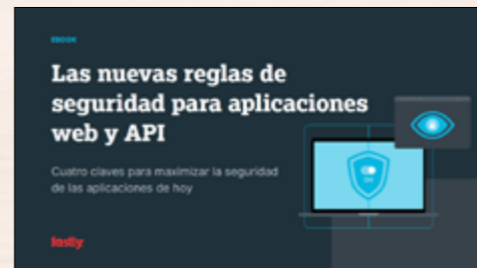 EBOOK
Las nuevas reglas de
seguridad para aplicaciones
web y API
Cuatro claves para maximizar la seguridad
de las aplicaciones de hoy
fastly